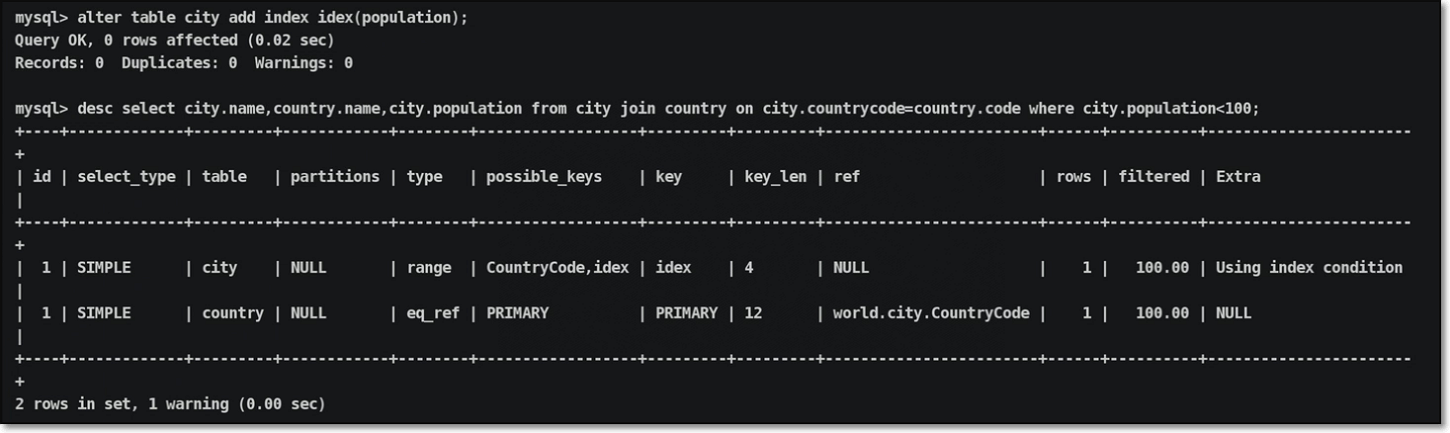 mysql> alter table city add index idex(population);
Query OK, 0 rows affected (0.02 sec)
Records: 0  Duplicates: 0  Warnings: 0

mysql> desc select city.name,country.name,city.population from city join country on city.countrycode=country.code where city.population<100;
+----+-------------+---------+------------+--------+------------------+---------+---------+------------------------+------+----------+-----------------------
+
| id | select_type | table   | partitions | type   | possible_keys    | key     | key_len | ref                    | rows | filtered | Extra
|
+----+-------------+---------+------------+--------+------------------+---------+---------+------------------------+------+----------+-----------------------
+
|  1 | SIMPLE      | city    | NULL       | range  | CountryCode,idex | idex    | 4       | NULL                   |    1 |   100.00 | Using index condition
|
|  1 | SIMPLE      | country | NULL       | eq_ref | PRIMARY          | PRIMARY | 12      | world.city.CountryCode |    1 |   100.00 | NULL
|
+----+-------------+---------+------------+--------+------------------+---------+---------+------------------------+------+----------+-----------------------
+
2 rows in set, 1 warning (0.00 sec)